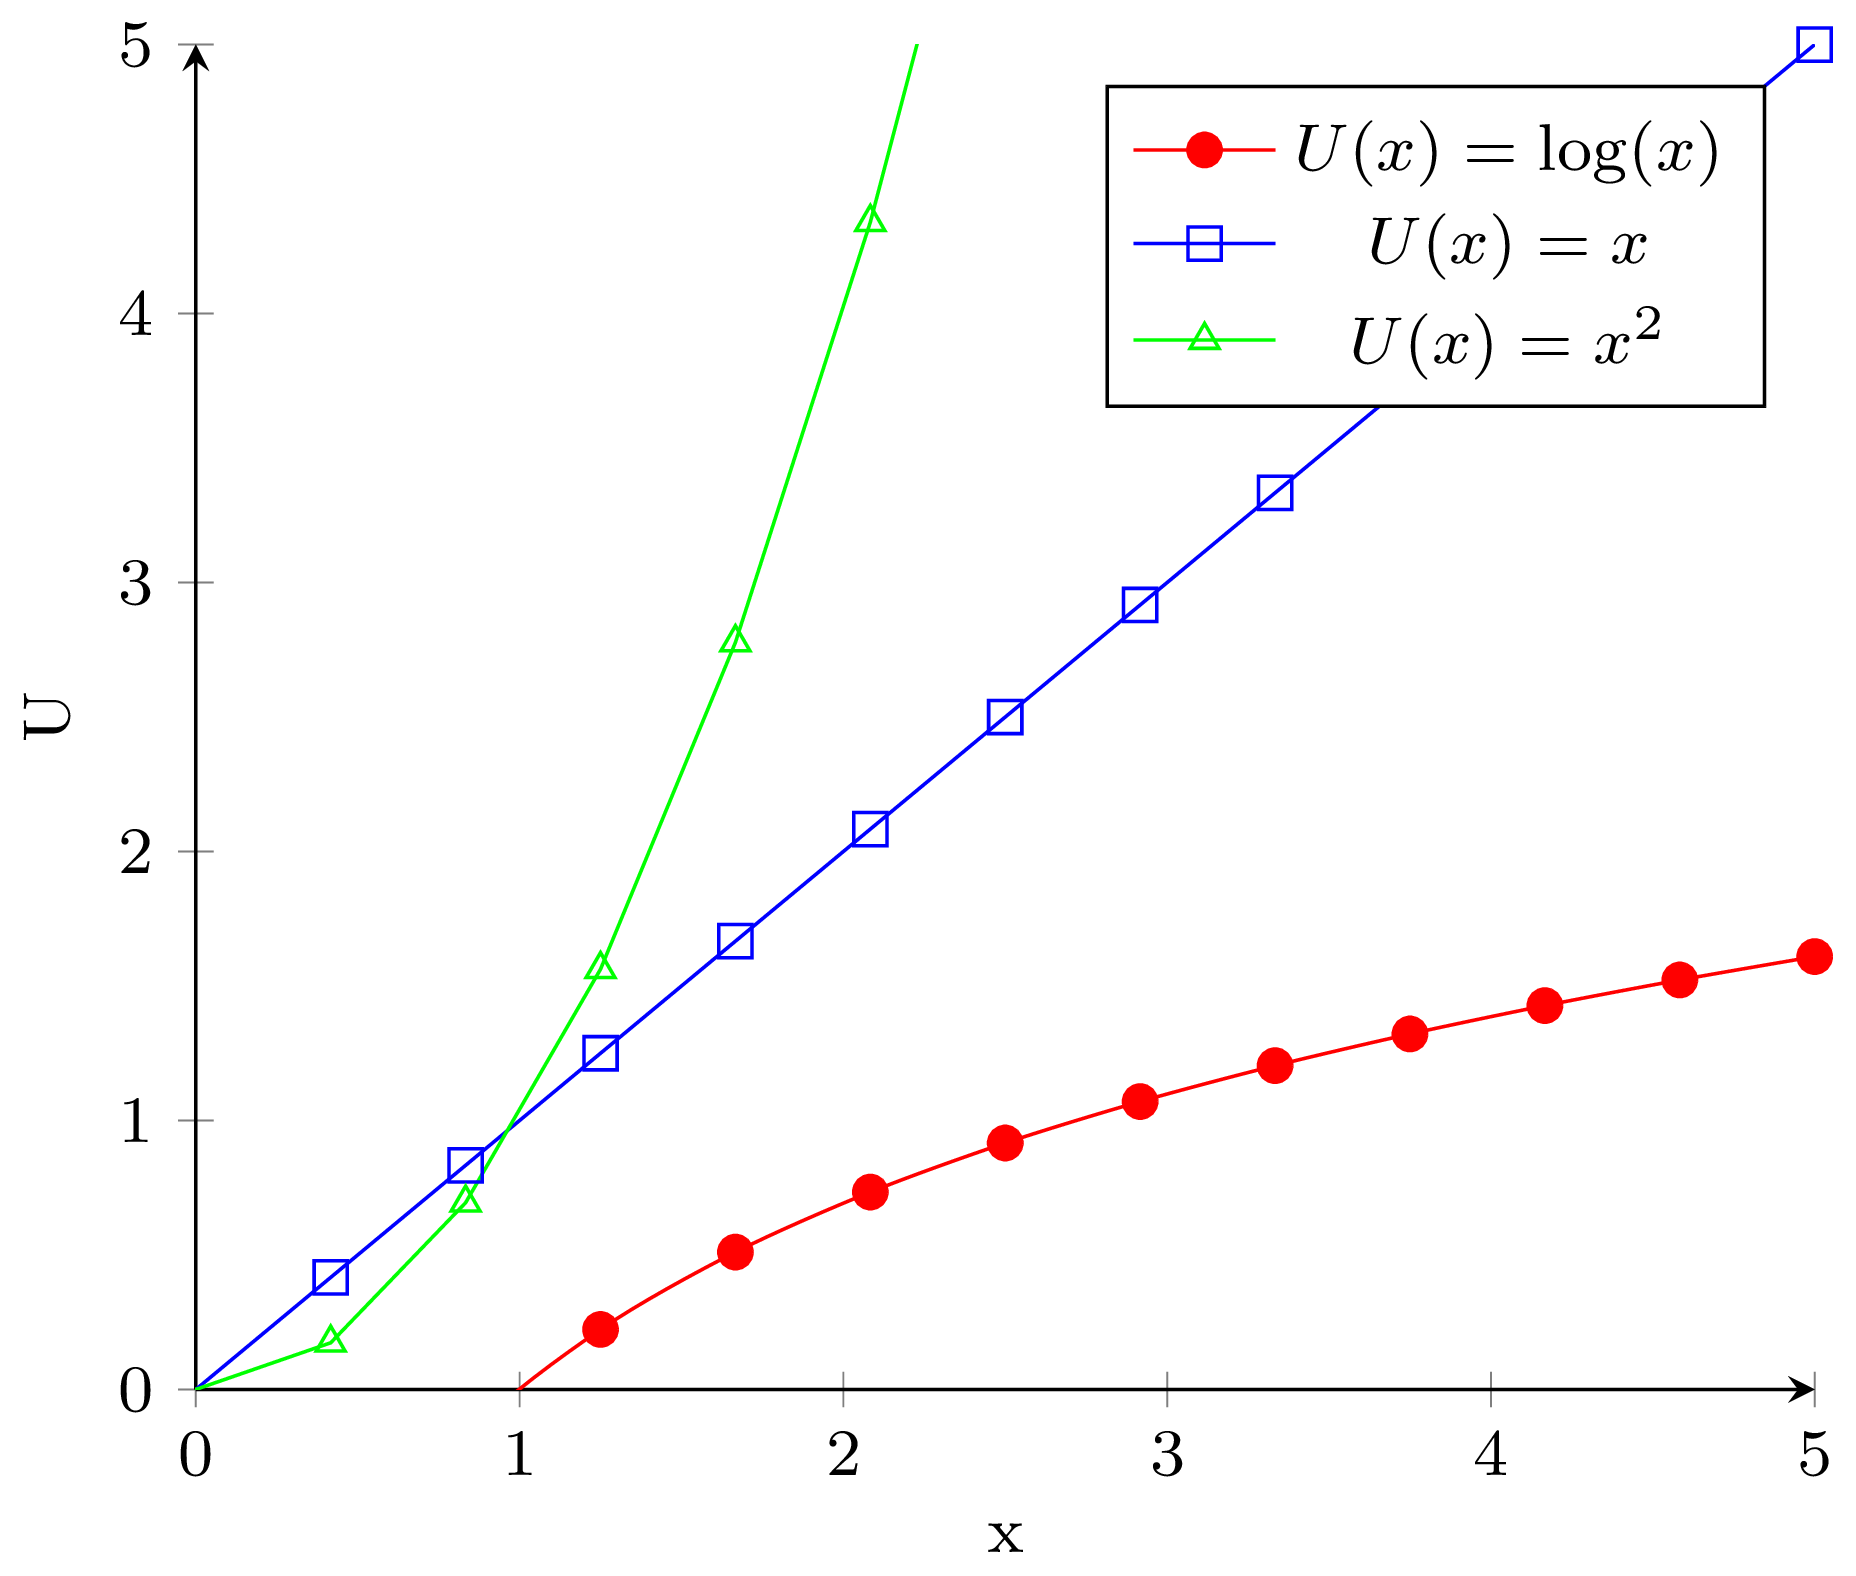 5
4
3
2
1
0
U
U(x) = log(x)
U(x) = x
U(x) = x²
0 1 2 3 4 5
x